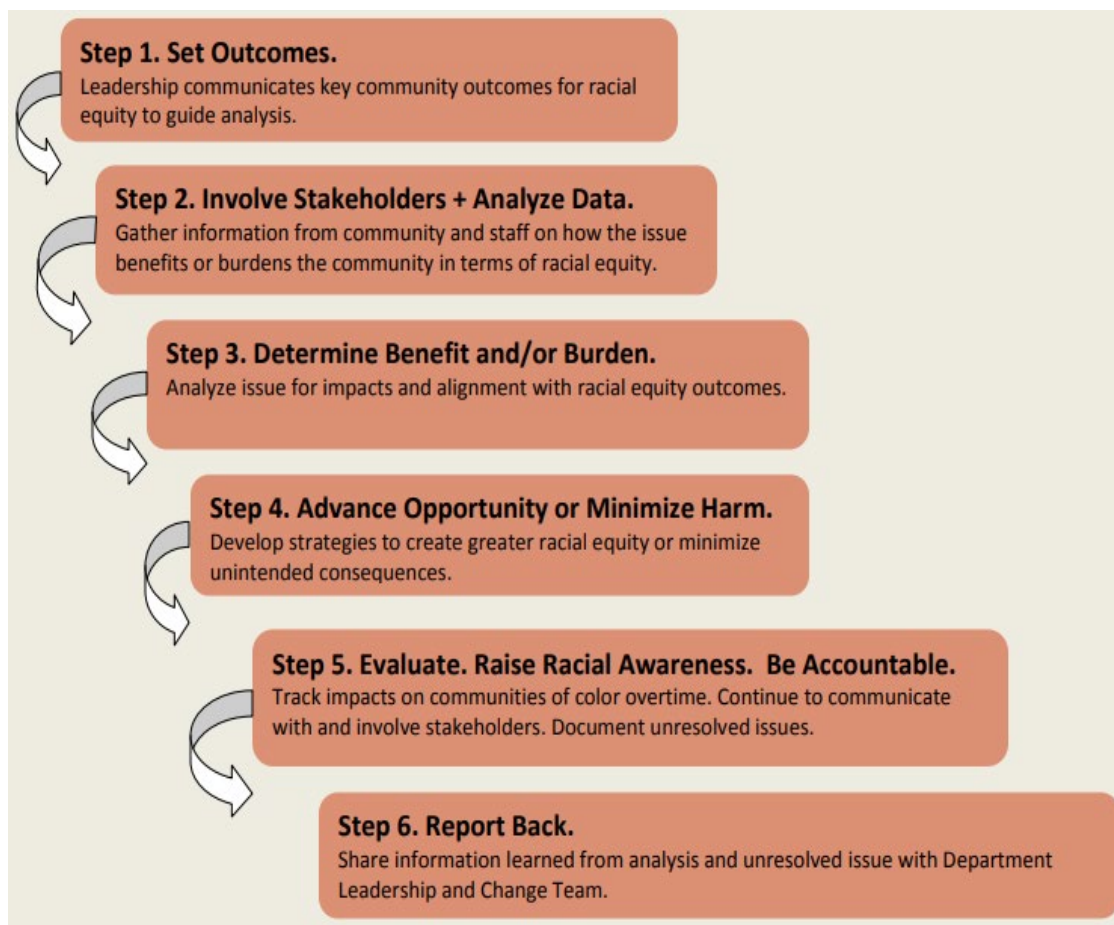 Step 1. Set Outcomes.
Leadership communicates key community outcomes for racial
equity to guide analysis.
Step 2. Involve Stakeholders + Analyze Data.
Gather information from community and staff on how the issue
benefits or burdens the community in terms of racial equity.
Step 3. Determine Benefit and/or Burden.
Analyze issue for impacts and alignment with racial equity outcomes.
Step 4. Advance Opportunity or Minimize Harm.
Develop strategies to create greater racial equity or minimize
unintended consequences.
Step 5. Evaluate. Raise Racial Awareness. Be Accountable.
Track impacts on communities of color overtime. Continue to communicate
with and involve stakeholders. Document unresolved issues.
Step 6. Report Back.
Share information learned from analysis and unresolved issue with Department
Leadership and Change Team.